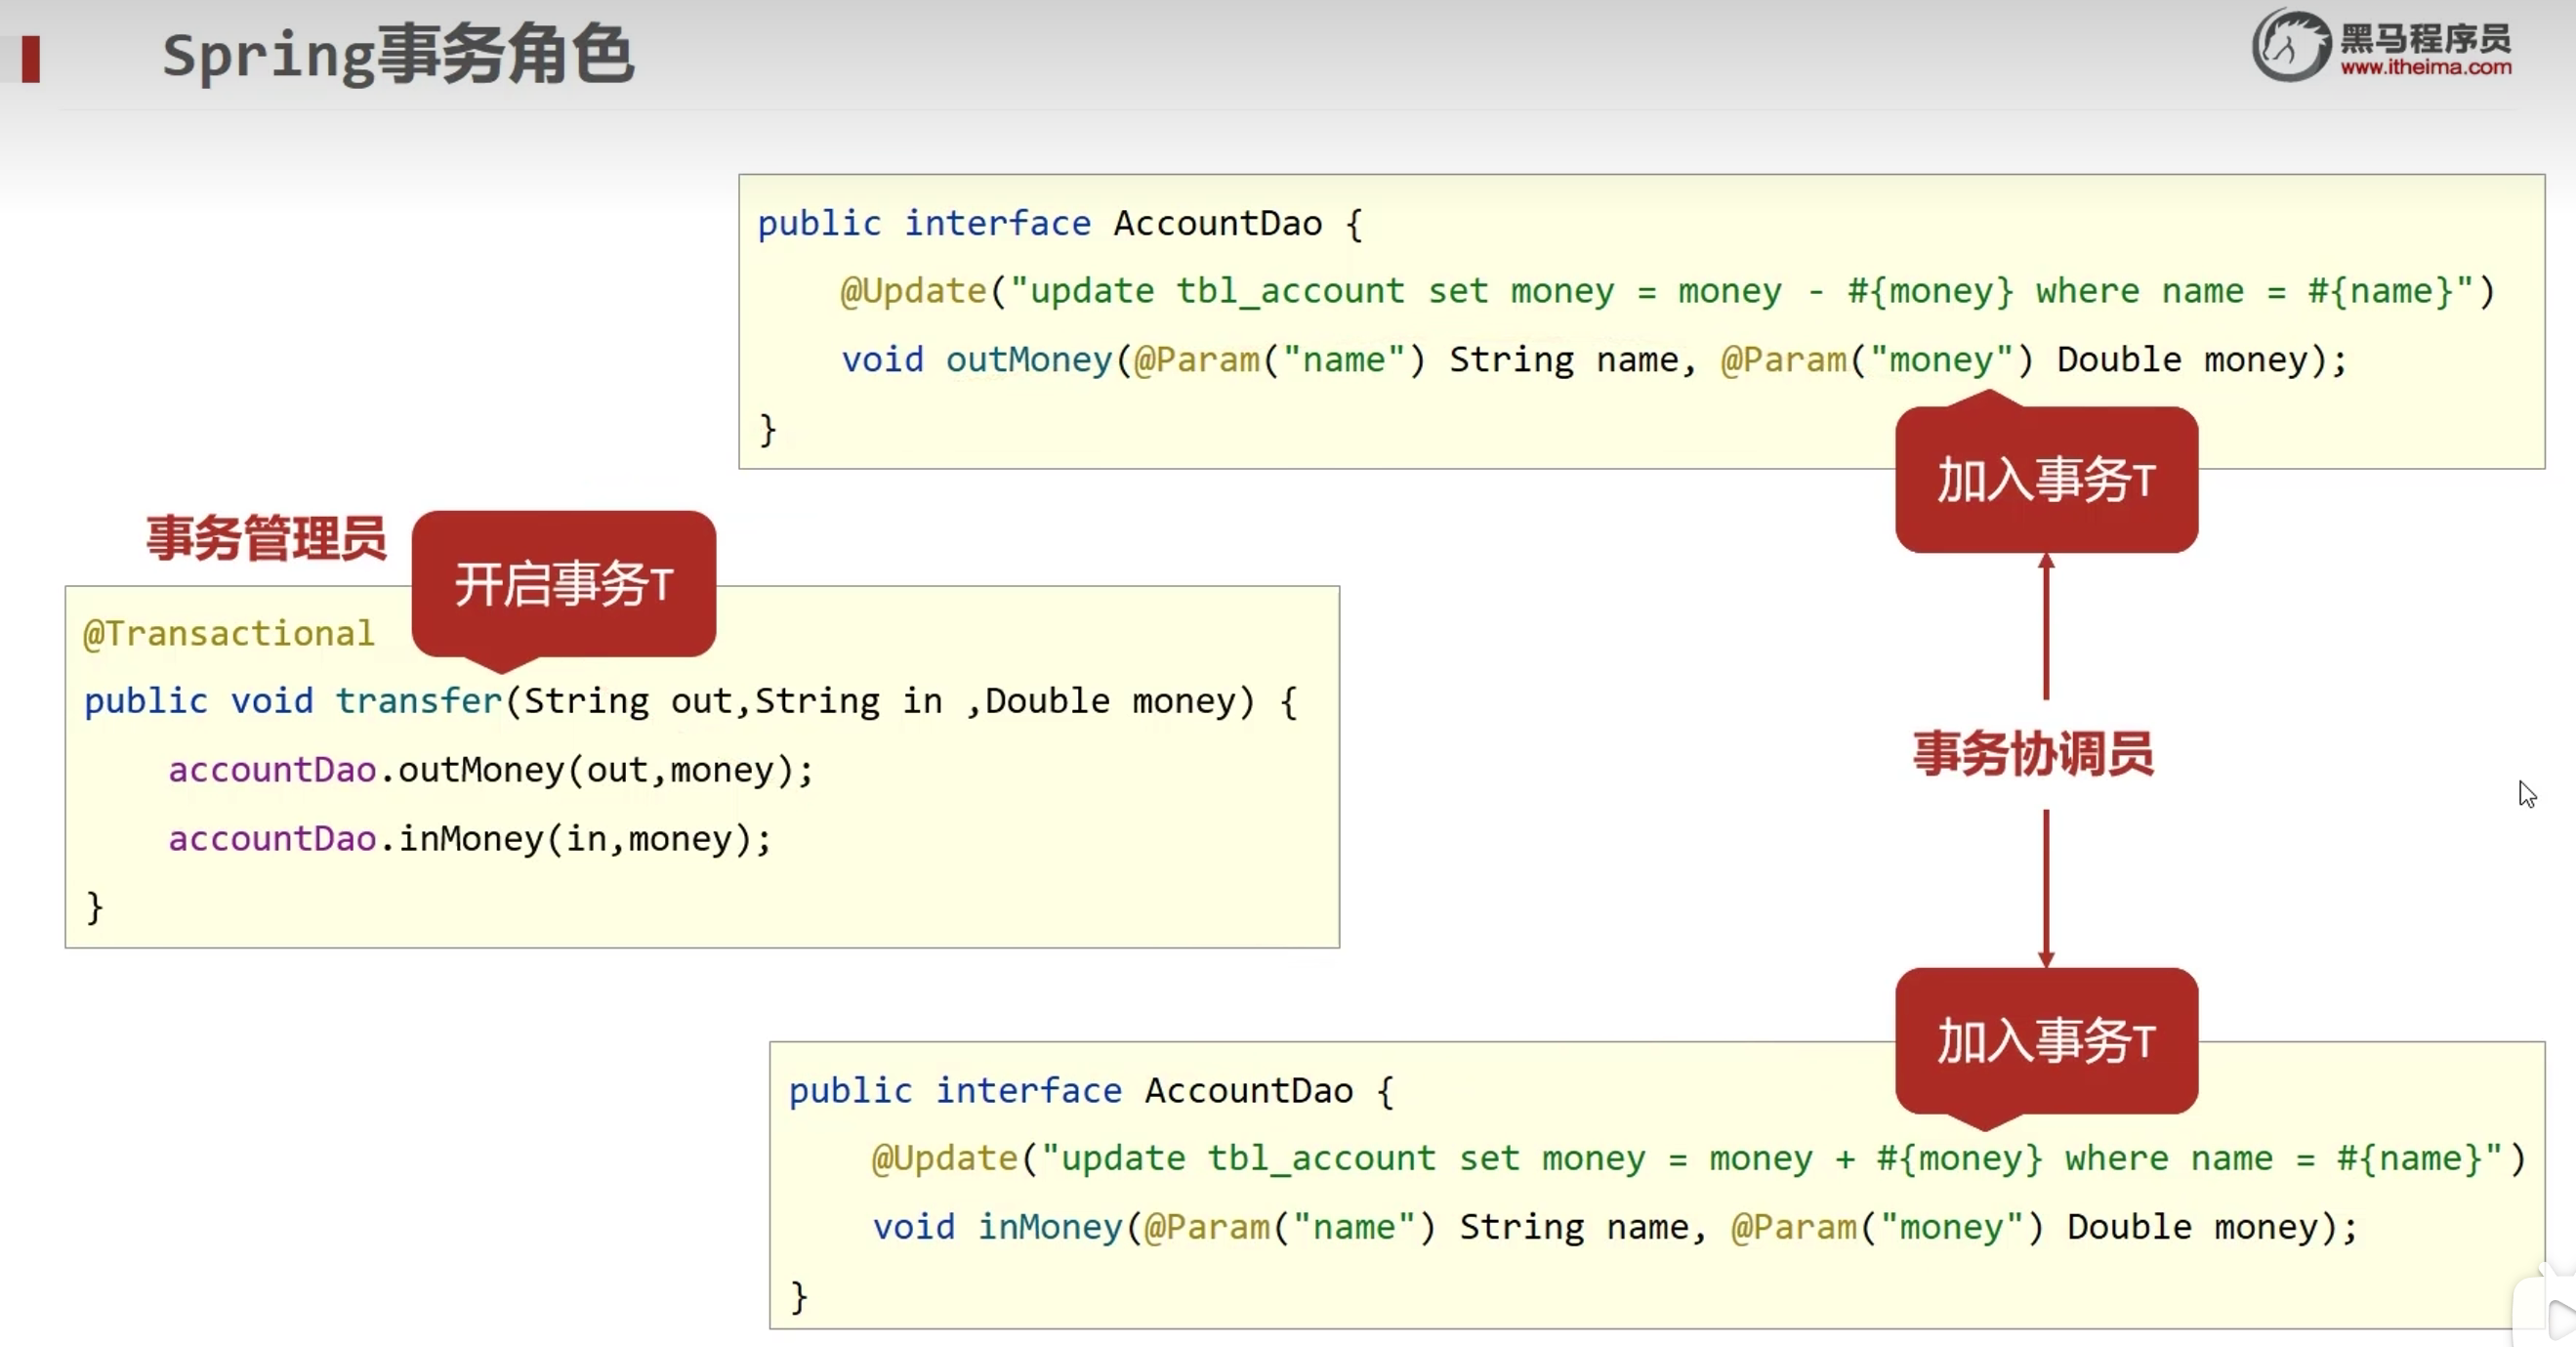 Spring事务角色
黑马程序员
www.itheima.com
public interface AccountDao {
@Update("update tbl_account set money = money - #{money} where name = #{name}")
void outMoney(@Param("name") String name, @Param("money") Double money);
}
加入事务T
事务管理员
开启事务T
@Transactional
public void transfer(String out,String in ,Double money) {
accountDao.outMoney(out,money);
accountDao.inMoney(in,money);
}
事务协调员
加入事务T
public interface AccountDao {
@Update("update tbl_account set money = money + #{money} where name = #{name}")
void inMoney(@Param("name") String name, @Param("money") Double money);
}